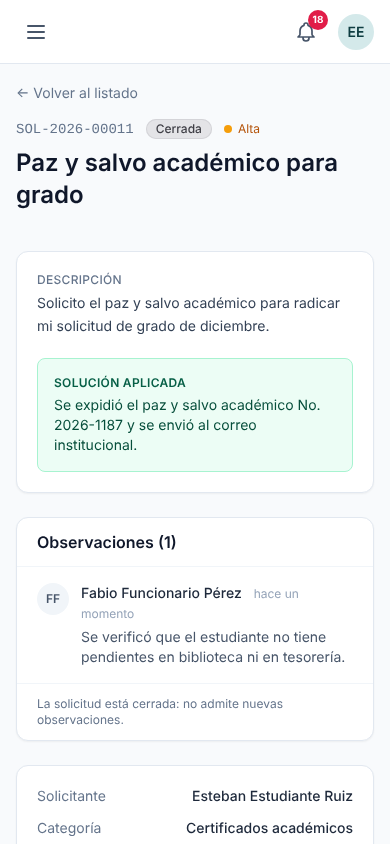 18
EE
← Volver al listado
SOL-2026-00011 Cerrada Alta
Paz y salvo académico para
grado
DESCRIPCIÓN
Solicito el paz y salvo académico para radicar
mi solicitud de grado de diciembre.
SOLUCIÓN APLICADA
Se expidió el paz y salvo académico No.
2026-1187 y se envió al correo
institucional.
Observaciones (1)
FF
Fabio Funcionario Pérez hace un
momento
Se verificó que el estudiante no tiene
pendientes en biblioteca ni en tesorería.
La solicitud está cerrada: no admite nuevas
observaciones.
Solicitante Esteban Estudiante Ruiz
Categoría Certificados académicos